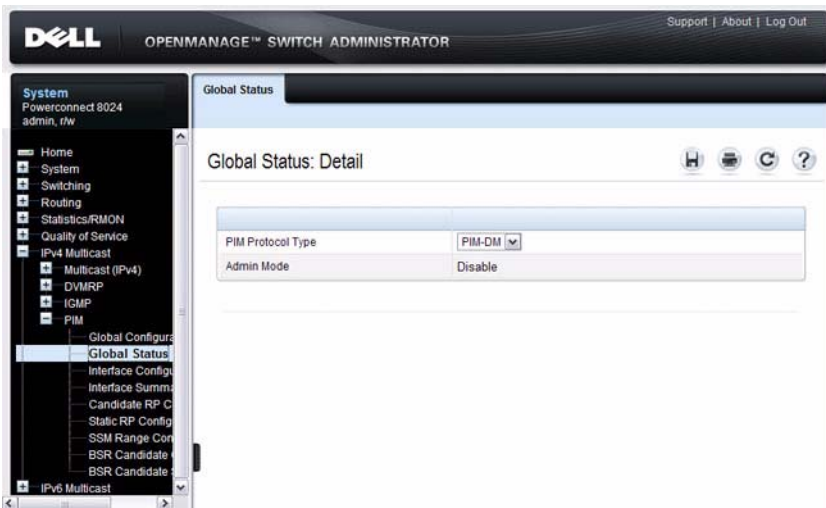 DELL
OPENMANAGE™ SWITCH ADMINISTRATOR
Support | About | Log Out
System
Powerconnect 8024
admin, r/w
Home
System
Switching
Routing
Statistics/RMON
Quality of Service
IPv4 Multicast
Multicast (IPv4)
DVMRP
IGMP
PIM
Global Configura
Global Status
Interface Configu
Interface Summa
Candidate RP C
Static RP Config
SSM Range Con
BSR Candidate
BSR Candidate
IPv6 Multicast
Global Status
Global Status: Detail
?
PIM Protocol Type PIM-DM
Admin Mode Disable